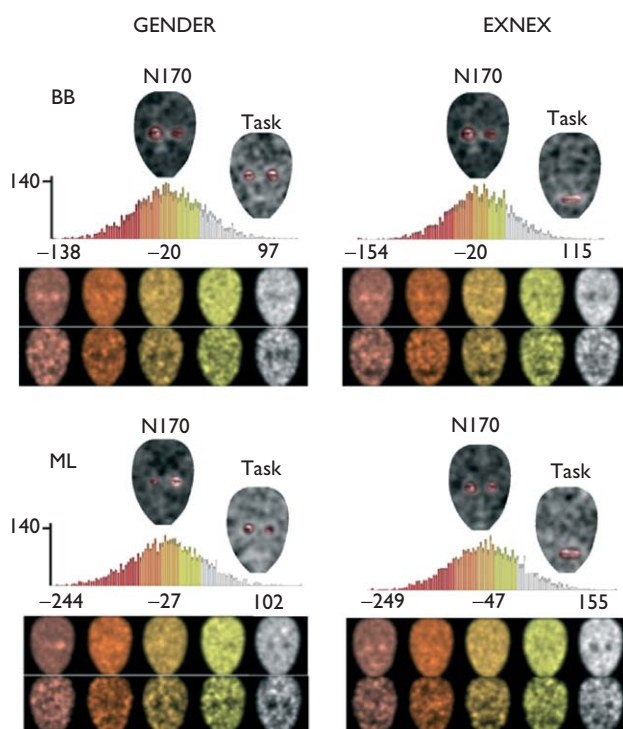 GENDER EXNEX
N170 N170
BB
Task Task
140
−138 −20 97 −154 −20 115
N170 N170
ML
Task Task
140
−244 −27 102 −249 −47 155